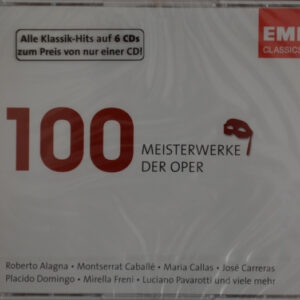 Alle Klassik-Hits auf 6 CDs
zum Preis von nur einer CD!
EMI
CLASSICS
100 MEISTERWERKE
DER OPER
Roberto Alagna • Montserrat Caballé • Maria Callas • José Carreras
Placido Domingo • Mirella Freni • Luciano Pavarotti und viele mehr